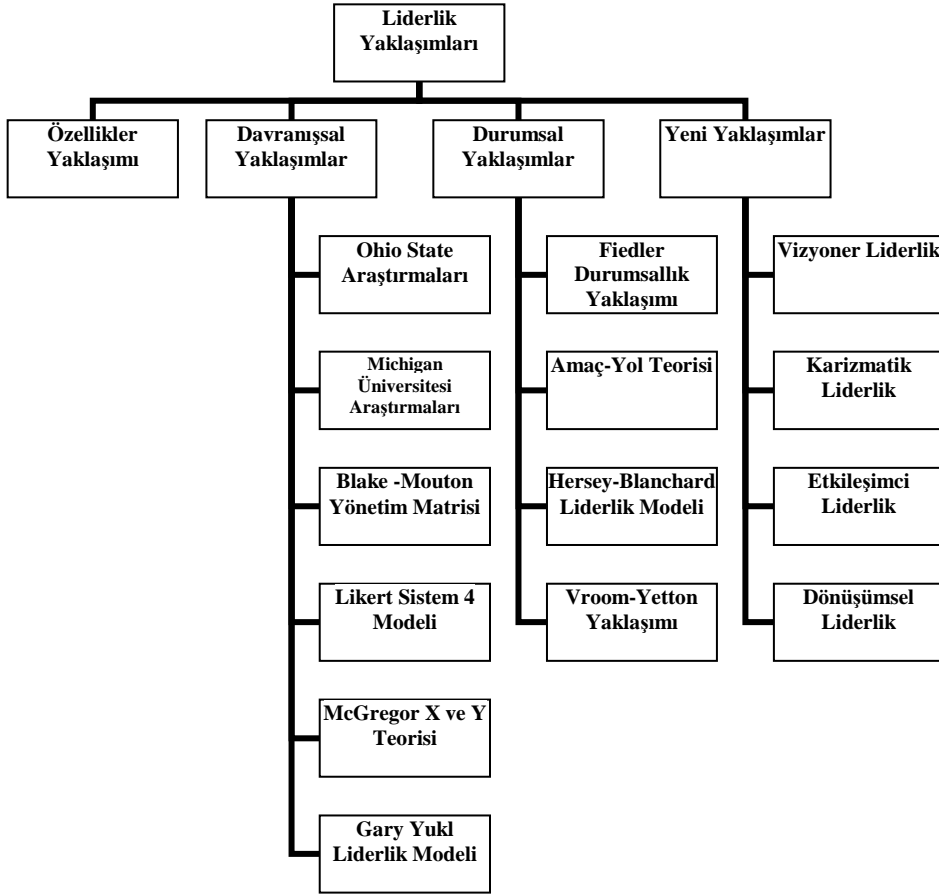 Liderlik
Yaklaşımları
Özellikler
Yaklaşımı
Davranışsal
Yaklaşımlar
Ohio State
Araştırmaları
Michigan
Üniversitesi
Araştırmaları
Blake -Mouton
Yönetim Matrisi
Likert Sistem 4
Modeli
McGregor X ve Y
Teorisi
Gary Yukl
Liderlik Modeli
Durumsal
Yaklaşımlar
Fiedler
Durumsallık
Yaklaşımı
Amaç-Yol Teorisi
Hersey-Blanchard
Liderlik Modeli
Vroom-Yetton
Yaklaşımı
Yeni Yaklaşımlar
Vizyoner Liderlik
Karizmatik
Liderlik
Etkileşimci
Liderlik
Dönüşümsel
Liderlik